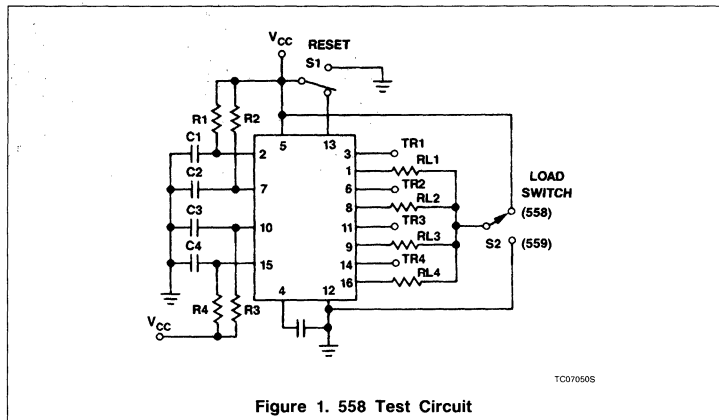 VCC
RESET
S1
R1
R2
C1
2
5
13
3
TR1
1
RL1
C2
7
6
TR2
8
RL2
LOAD
SWITCH
(558)
C3
10
11
TR3
9
RL3
S2
(559)
C4
15
14
TR4
16
RL4
4
12
R4
R3
VCC
TC07050S
Figure 1. 558 Test Circuit